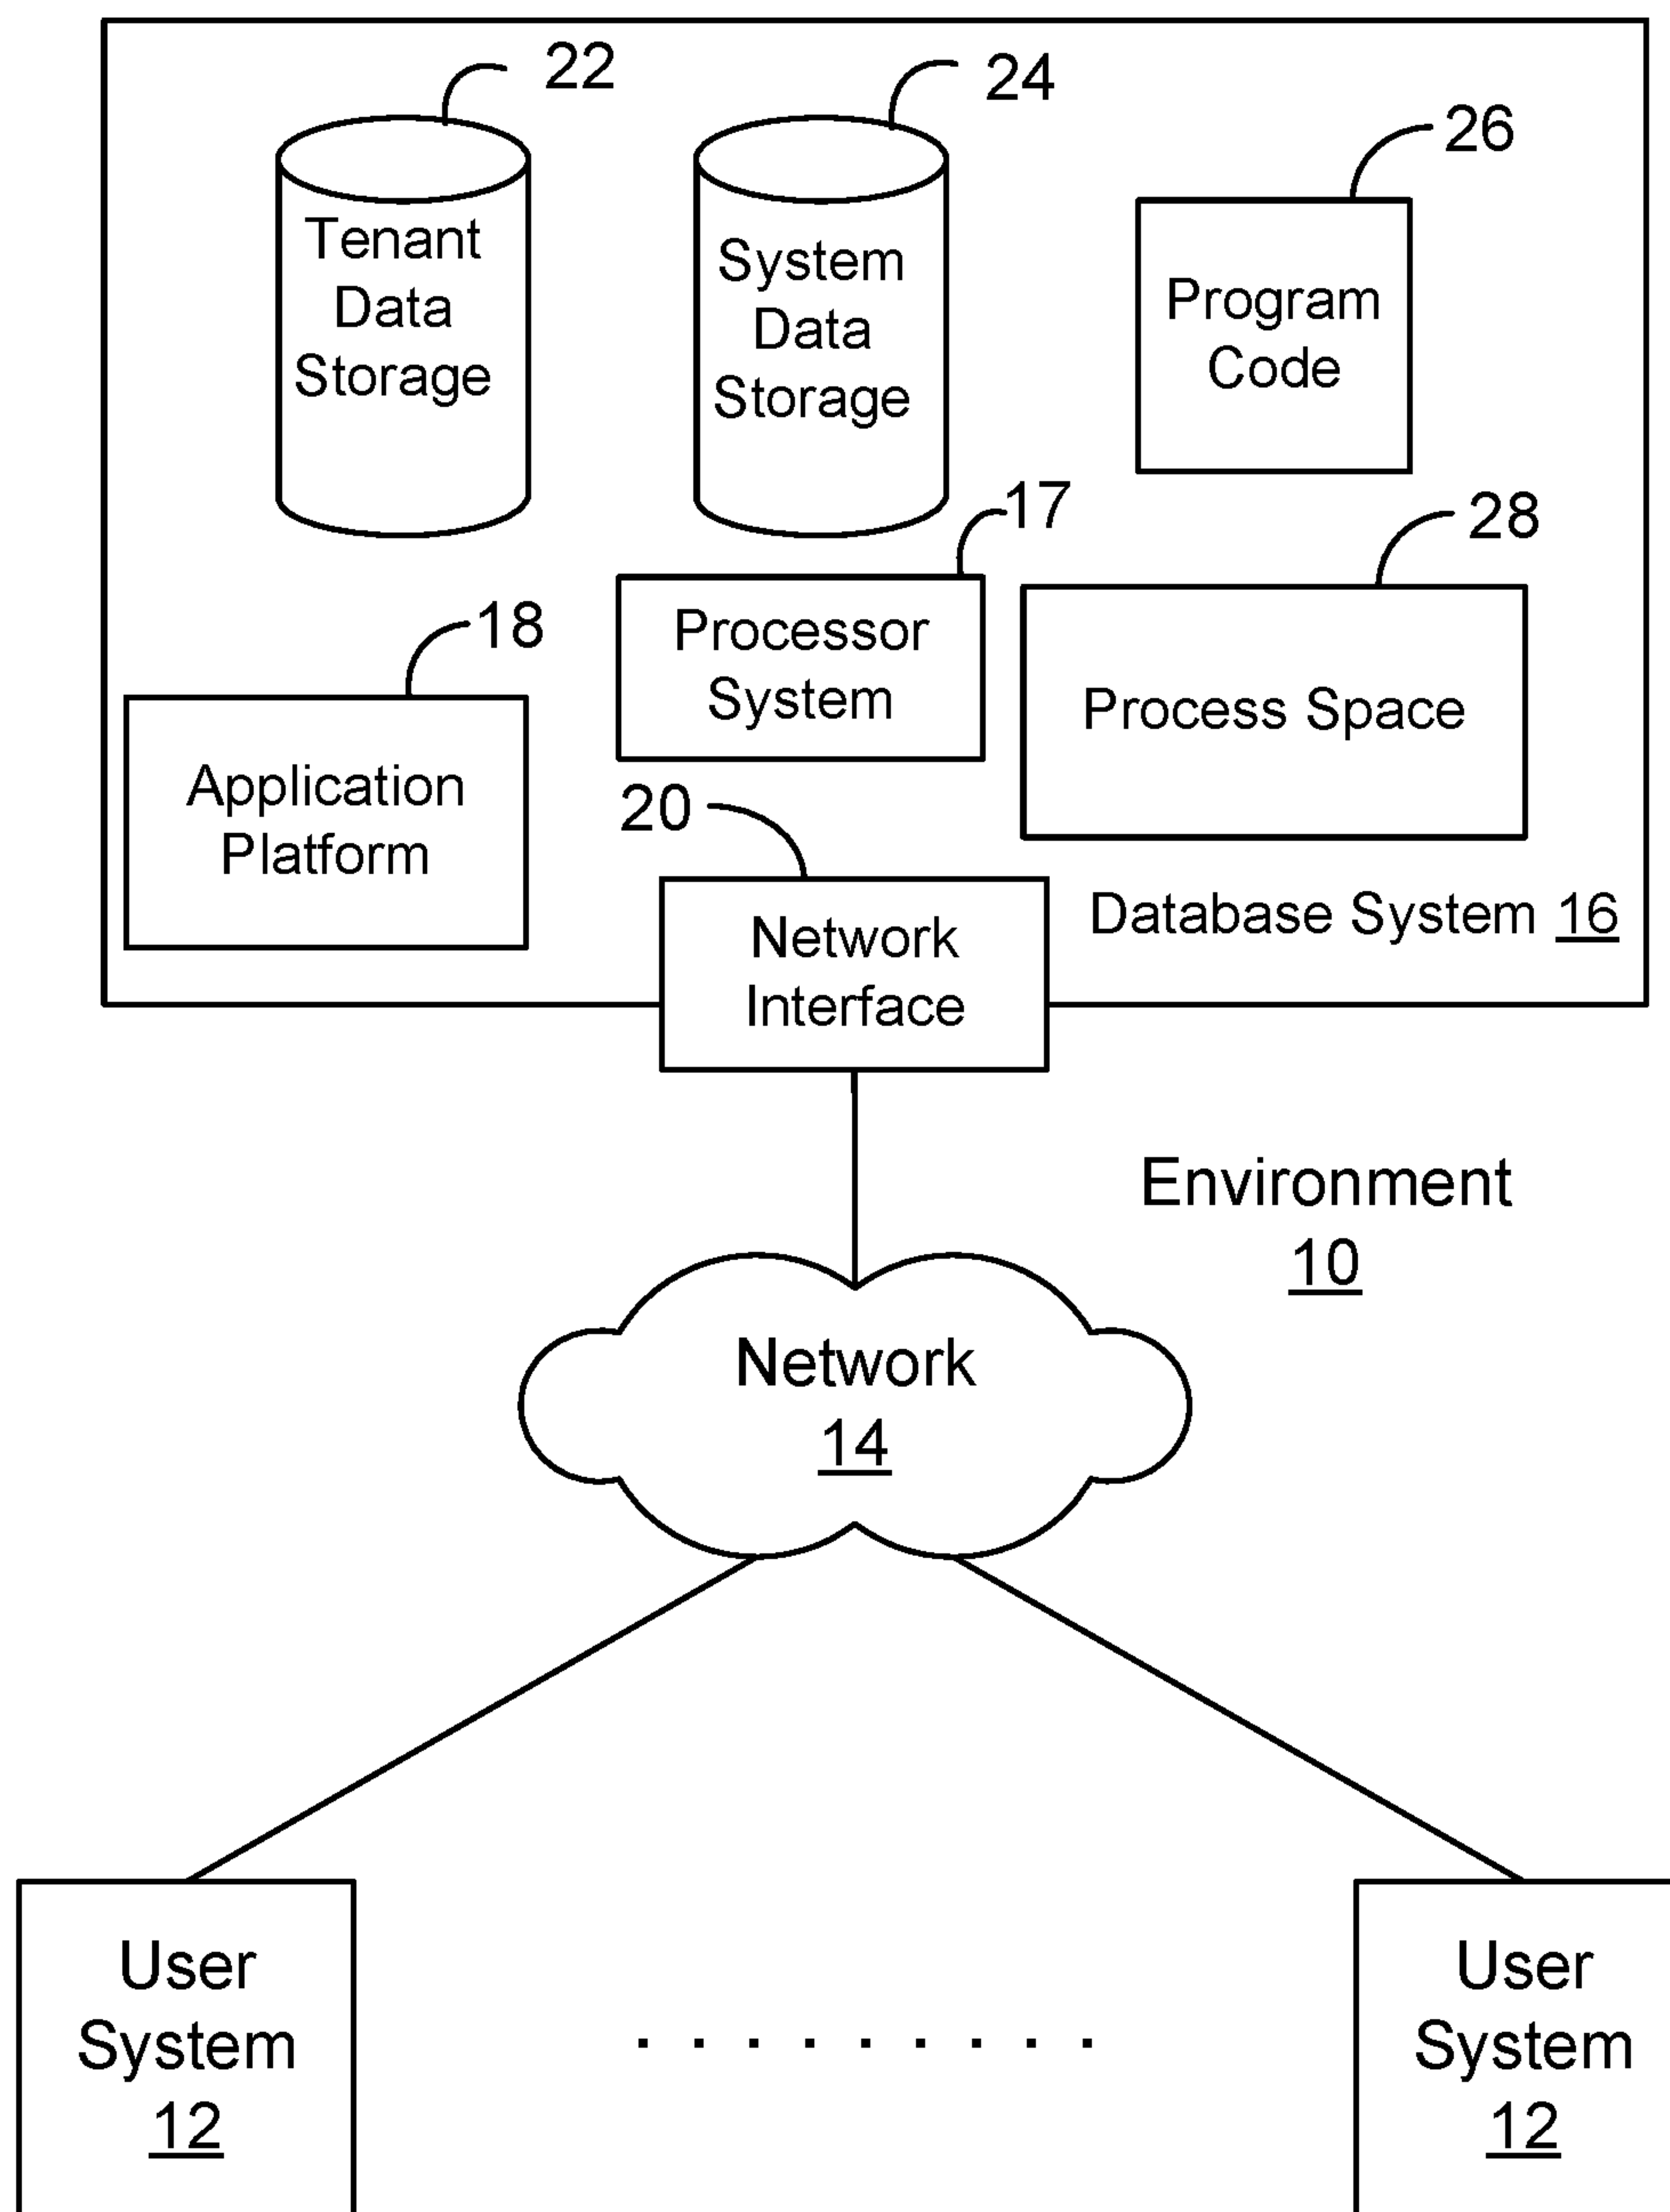 22
24
26
Tenant
Data
Storage
System
Data
Storage
Program
Code
17
28
18
Processor
System
Process Space
Application
Platform
20
Network
Interface
Database System 16
Environment
10
Network
14
User
System
12
. . . . . . . . .
User
System
12